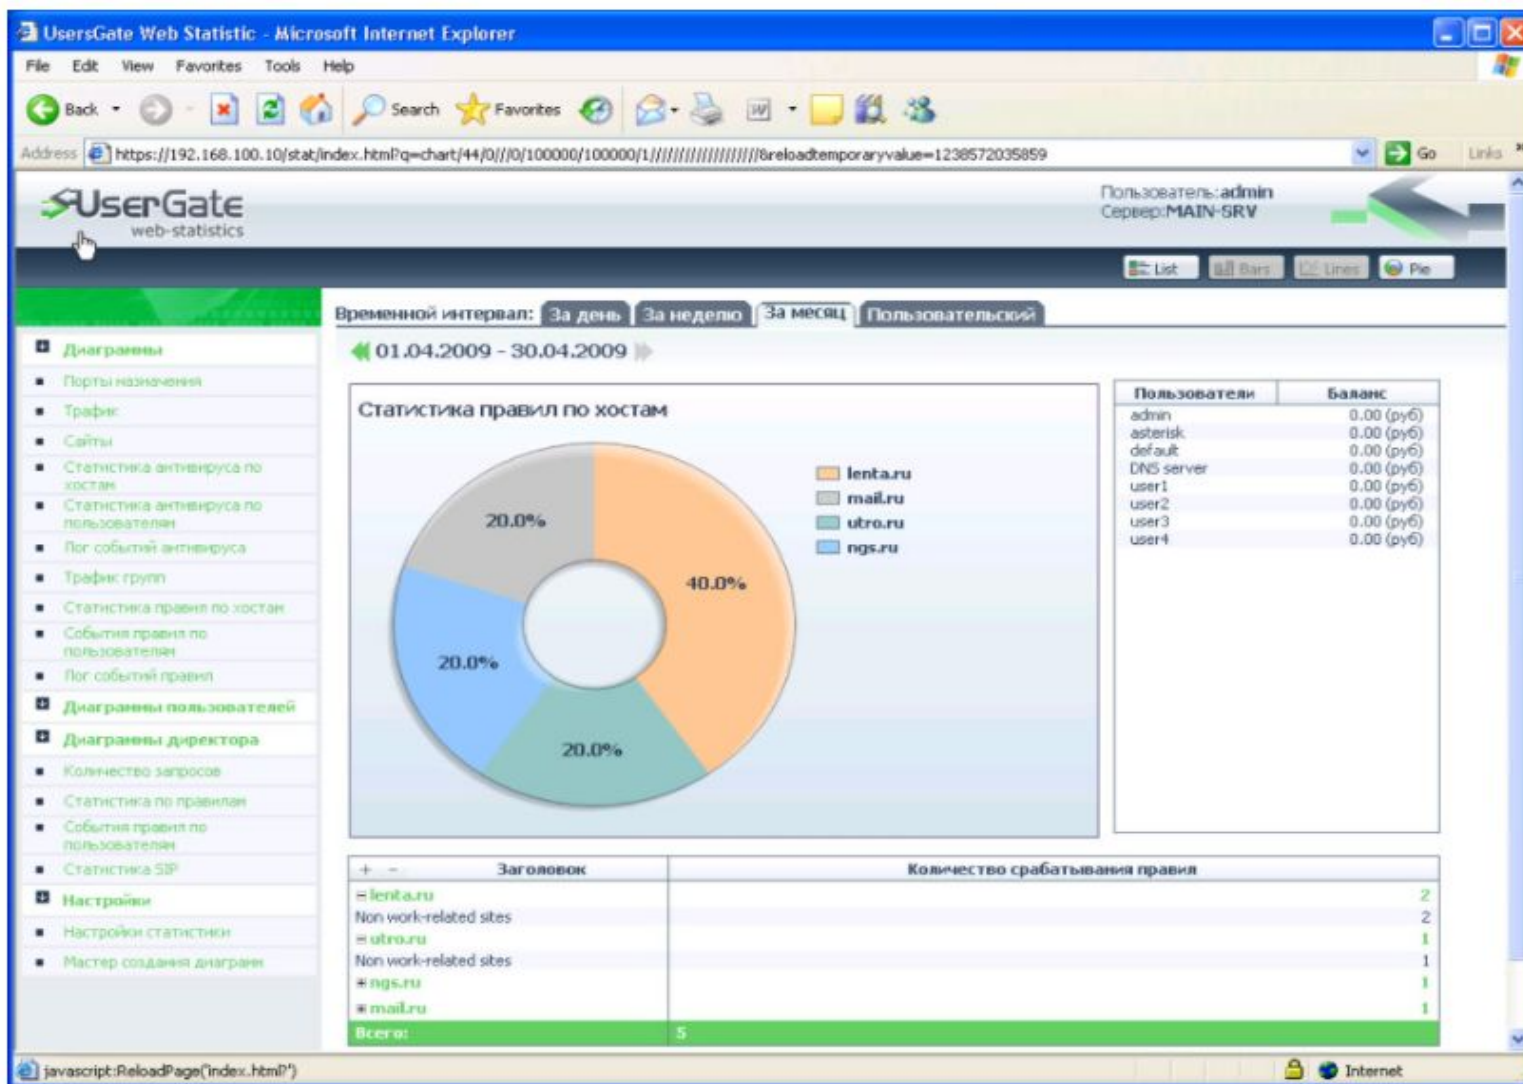 UsersGate Web Statistic - Microsoft Internet Explorer
File Edit View Favorites Tools Help
Back Search Favorites
Address https://192.168.100.10/stat/index.html?q=chart/44/0///0/100000/100000/1///////////////////&reloadtemporaryvalue=1238572035859 Go Links
UserGate
web-statistics
Пользователь:admin
Сервер:MAIN-SRV
List Bars Lines Pie
Временной интервал: За день За неделю За месяц Пользовательский
01.04.2009 - 30.04.2009
Диаграммы
Порты назначения
Трафик
Сайты
Статистика антивируса по
хостам
Статистика антивируса по
пользователям
Лог событий антивируса
Трафик групп
Статистика правил по хостам
События правил по
пользователям
Лог событий правил
Диаграммы пользователей
Диаграммы директора
Количество запросов
Статистика по правилам
События правил по
пользователям
Статистика SIP
Настройки
Настройки статистики
Мастер создания диаграмм
Статистика правил по хостам
20.0%
40.0%
20.0%
20.0%
lenta.ru
mail.ru
utro.ru
ngs.ru
Пользователи Баланс
admin 0.00 (руб)
asterisk 0.00 (руб)
default 0.00 (руб)
DNS server 0.00 (руб)
user1 0.00 (руб)
user2 0.00 (руб)
user3 0.00 (руб)
user4 0.00 (руб)
+ - Заголовок Количество срабатывания правил
lenta.ru 2
Non work-related sites 2
utro.ru 1
Non work-related sites 1
ngs.ru 1
mail.ru 1
Всего: 5
javascript:ReloadPage('index.html?') Internet